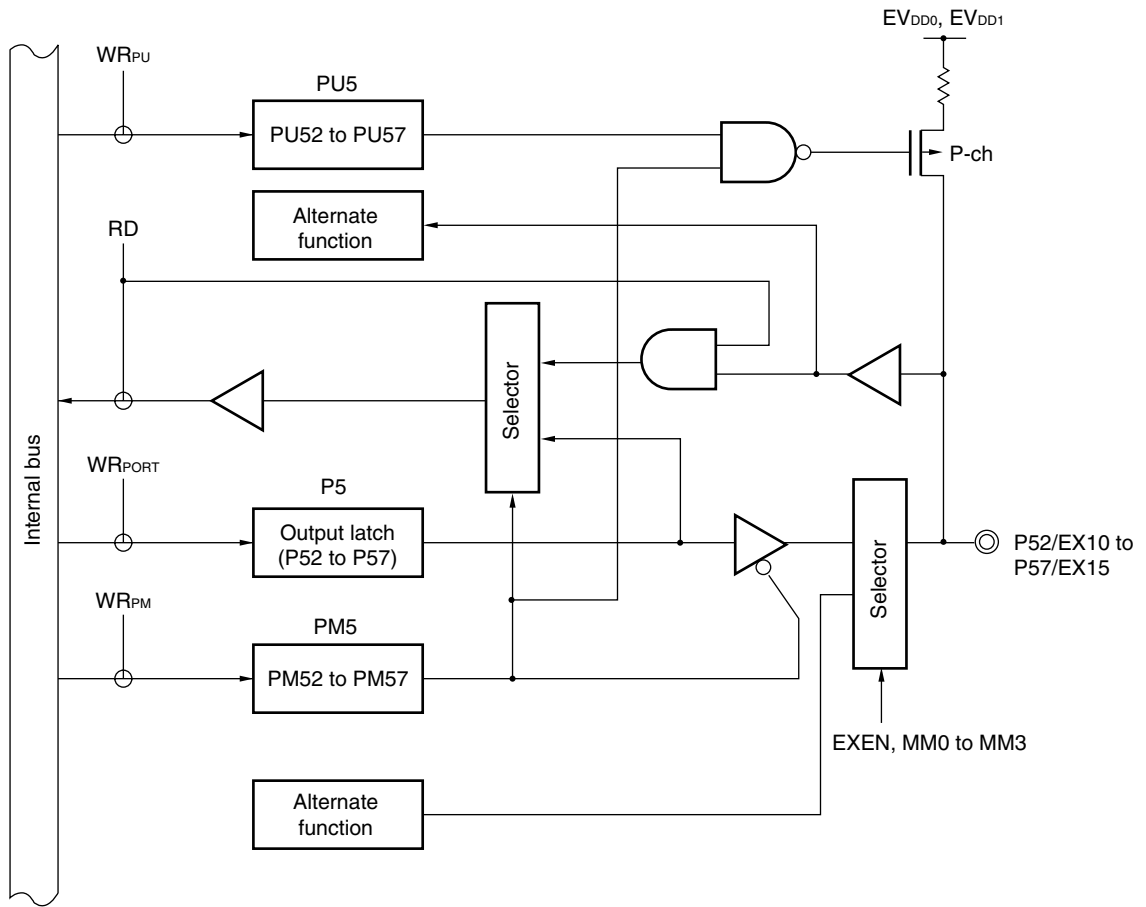 EVDD0, EVDD1
WRPU
PU5
PU52 to PU57
P-ch
Alternate
function
RD
Selector
Internal bus
WRPORT
P5
Output latch
(P52 to P57)
Selector
P52/EX10 to
P57/EX15
WRPM
PM5
PM52 to PM57
EXEN, MM0 to MM3
Alternate
function